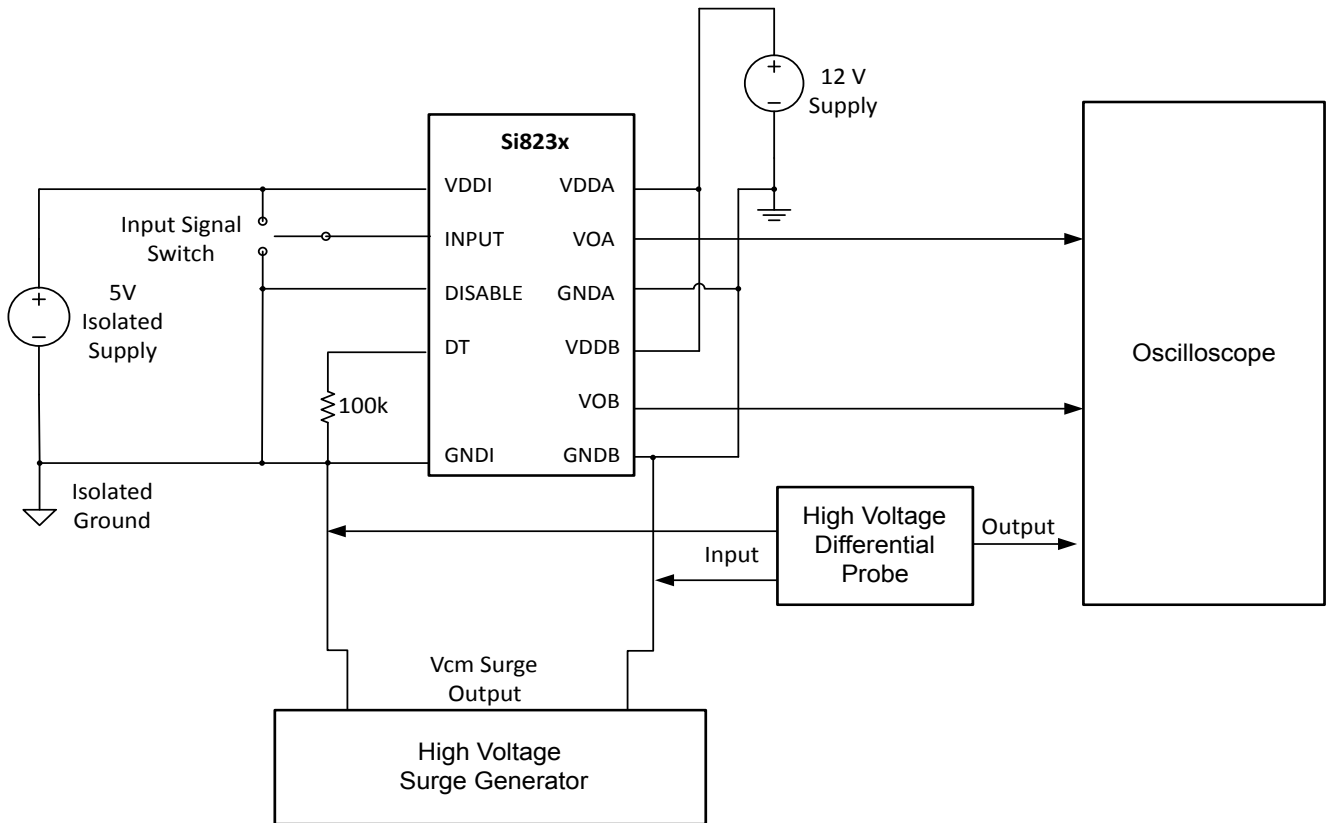 12 V
Supply
Si823x
VDDI
VDDA
Input Signal
Switch
INPUT
VOA
5V
Isolated
Supply
DISABLE
GNDA
DT
VDDB
Oscilloscope
100k
VOB
GNDI
GNDB
Isolated
Ground
High Voltage
Differential
Probe
Input
Output
Vcm Surge
Output
High Voltage
Surge Generator